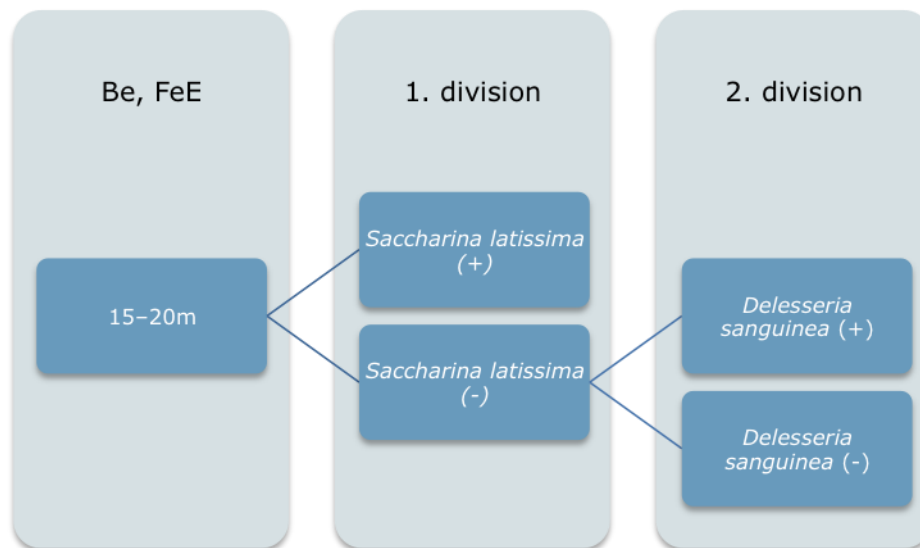 Be, FeE
1. division
2. division
15–20m
Saccharina latissima
(+)
Saccharina latissima
(-)
Delesseria
sanguinea (+)
Delesseria
sanguinea (-)